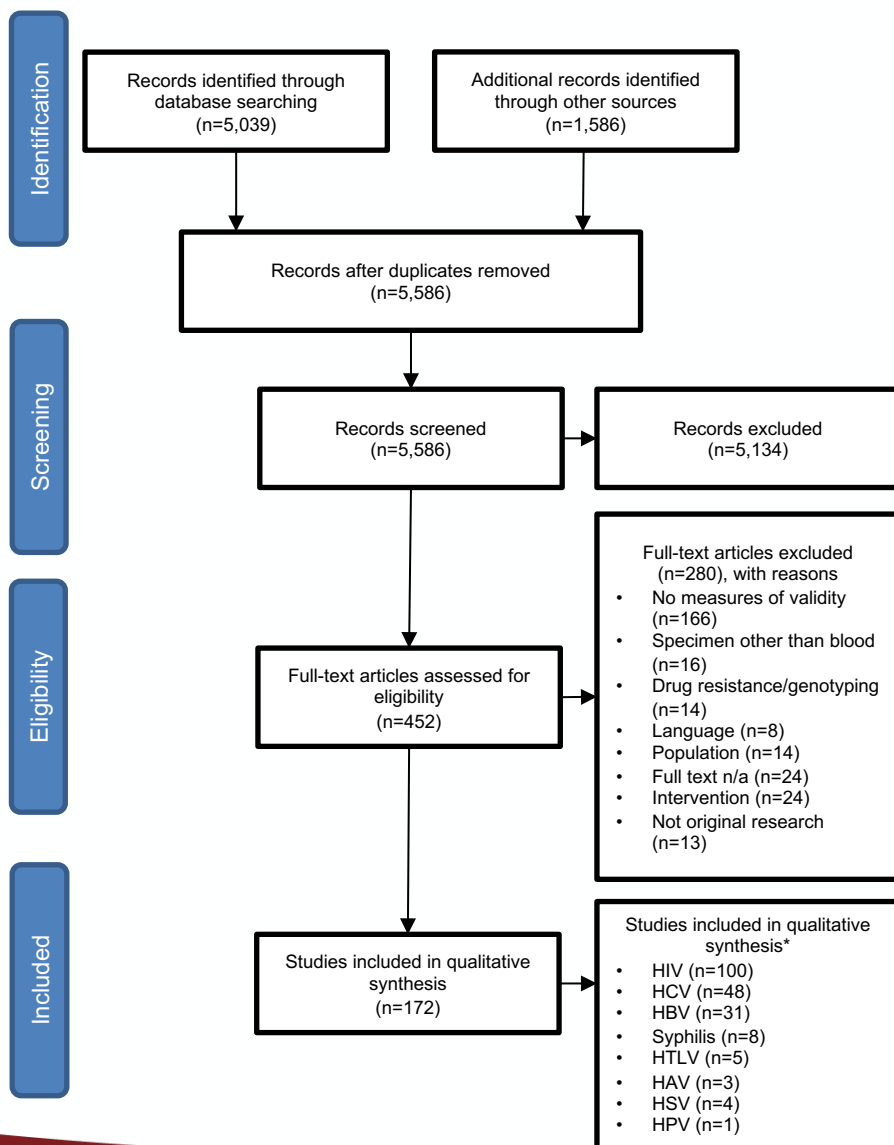 Identification
Records identified through
database searching
(n=5,039)
Additional records identified
through other sources
(n=1,586)
Records after duplicates removed
(n=5,586)
Screening
Records screened
(n=5,586)
Records excluded
(n=5,134)
Eligibility
Full-text articles assessed for
eligibility
(n=452)
Full-text articles excluded
(n=280), with reasons
• No measures of validity
(n=166)
• Specimen other than blood
(n=16)
• Drug resistance/genotyping
(n=14)
• Language (n=8)
• Population (n=14)
• Full text n/a (n=24)
• Intervention (n=24)
• Not original research
(n=13)
Included
Studies included in qualitative
synthesis
(n=172)
Studies included in qualitative
synthesis*
• HIV (n=100)
• HCV (n=48)
• HBV (n=31)
• Syphilis (n=8)
• HTLV (n=5)
• HAV (n=3)
• HSV (n=4)
• HPV (n=1)